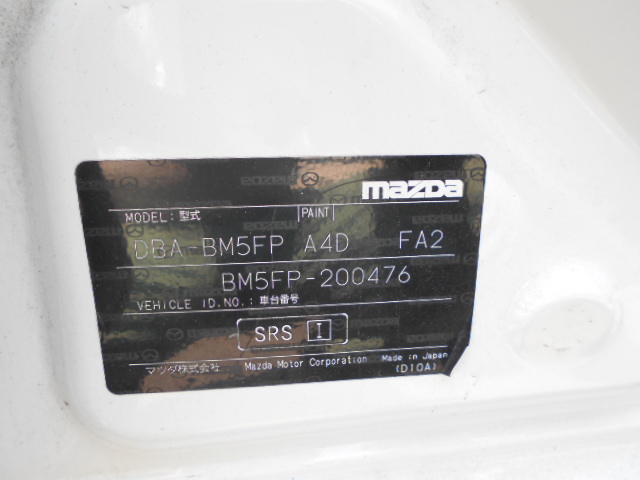 mazda
MODEL: 型式 PAINT
DBA-BM5FP A4D FA2
BM5FP-200476
VEHICLE ID.NO.: 車台番号
SRS I
マツダ株式会社 Mazda Motor Corporation Made in Japan
(D10A)